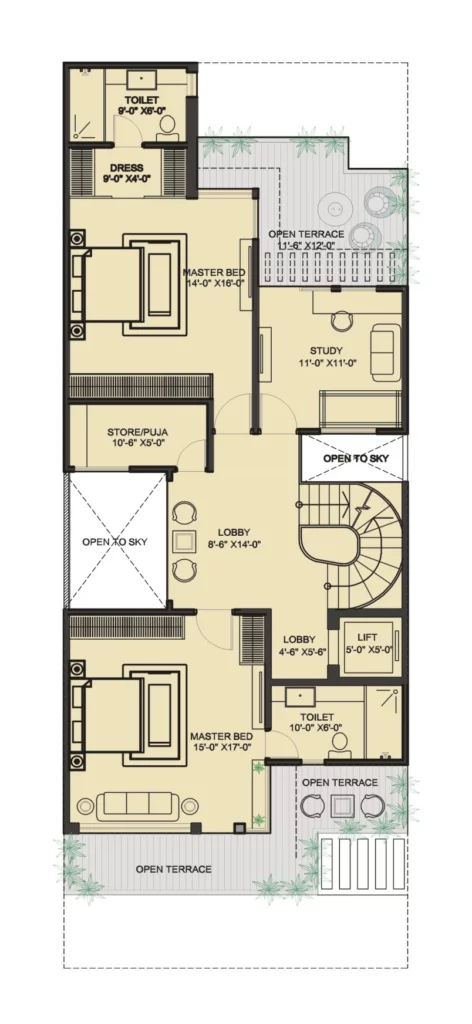 TOILET
9'-0" X6'-0"
DRESS
9'-0" X4'-0"
OPEN TERRACE
11'-6" X12'-0"
MASTER BED
14'-0" X16'-0"
STUDY
11'-0" X11'-0"
STORE/PUJA
10'-6" X5'-0"
OPEN TO SKY
OPEN TO SKY
LOBBY
8'-6" X14'-0"
LOBBY
4'-6" X5'-6"
LIFT
5'-0" X5'-0"
TOILET
10'-0" X6'-0"
MASTER BED
15'-0" X17'-0"
OPEN TERRACE
OPEN TERRACE